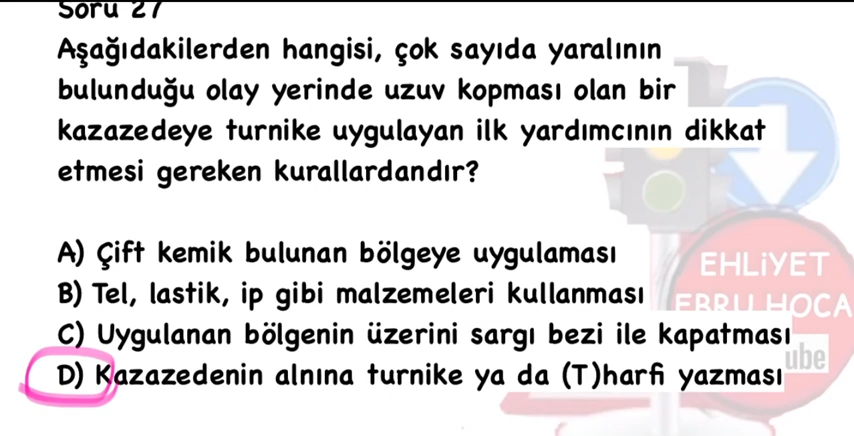 Soru 27
Aşağıdakilerden hangisi, çok sayıda yaralının
bulunduğu olay yerinde uzuv kopması olan bir
kazazedeye turnike uygulayan ilk yardımcının dikkat
etmesi gereken kurallardandır?
A) Çift kemik bulunan bölgeye uygulaması
B) Tel, lastik, ip gibi malzemeleri kullanması
C) Uygulanan bölgenin üzerini sargı bezi ile kapatması
D) Kazazedenin alnına turnike ya da (T)harfi yazması
EHLİYET
EBRU HOCA
ube